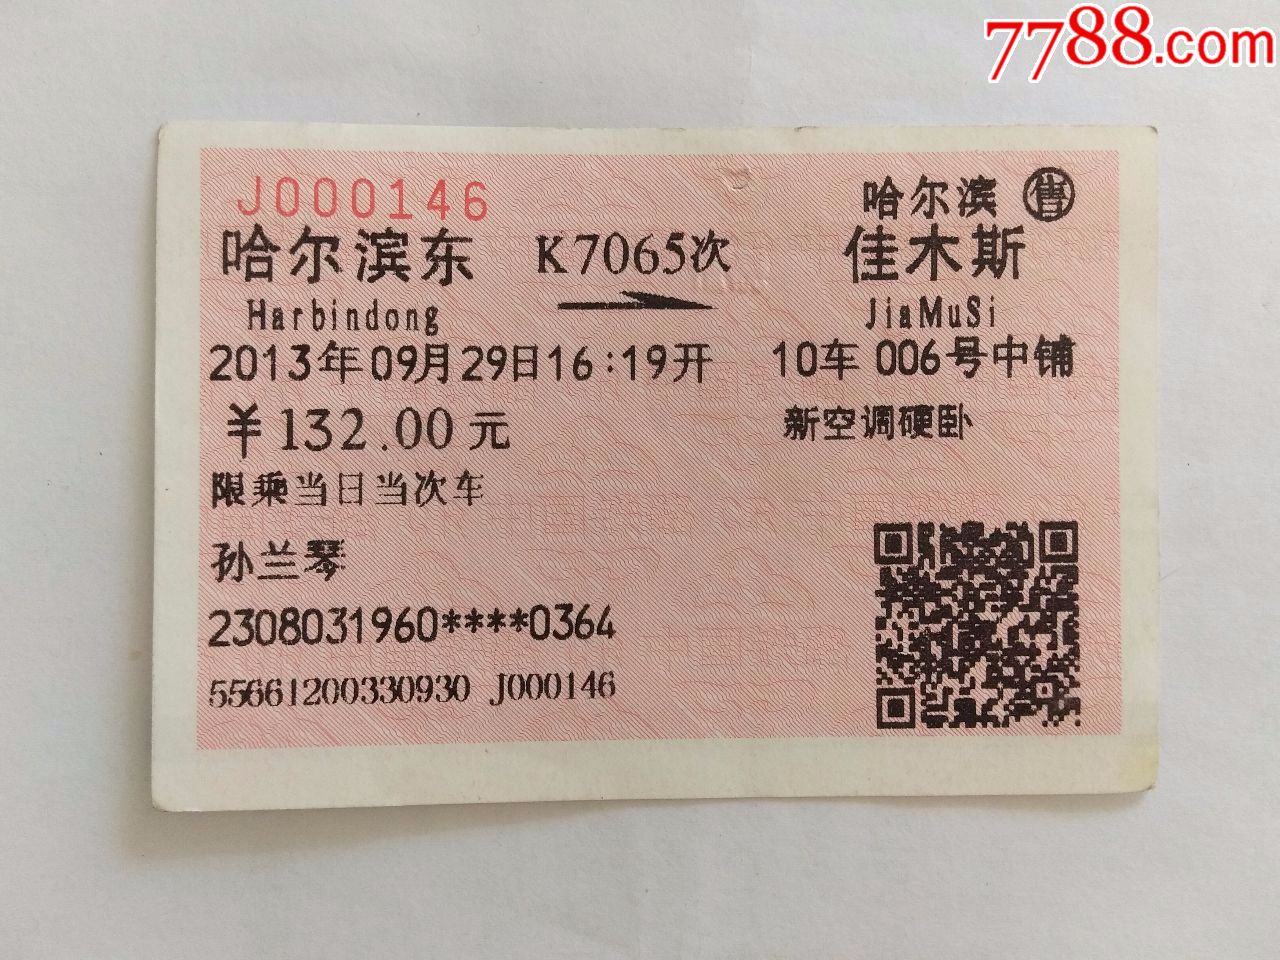 7788.com
J000146
哈尔滨 售
哈尔滨东 K7065次 佳木斯
Harbindong JiaMuSi
2013年09月29日16:19开 10车 006号中铺
¥132.00元 新空调硬卧
限乘当日当次车
孙兰琴
2308031960****0364
55661200330930 J000146